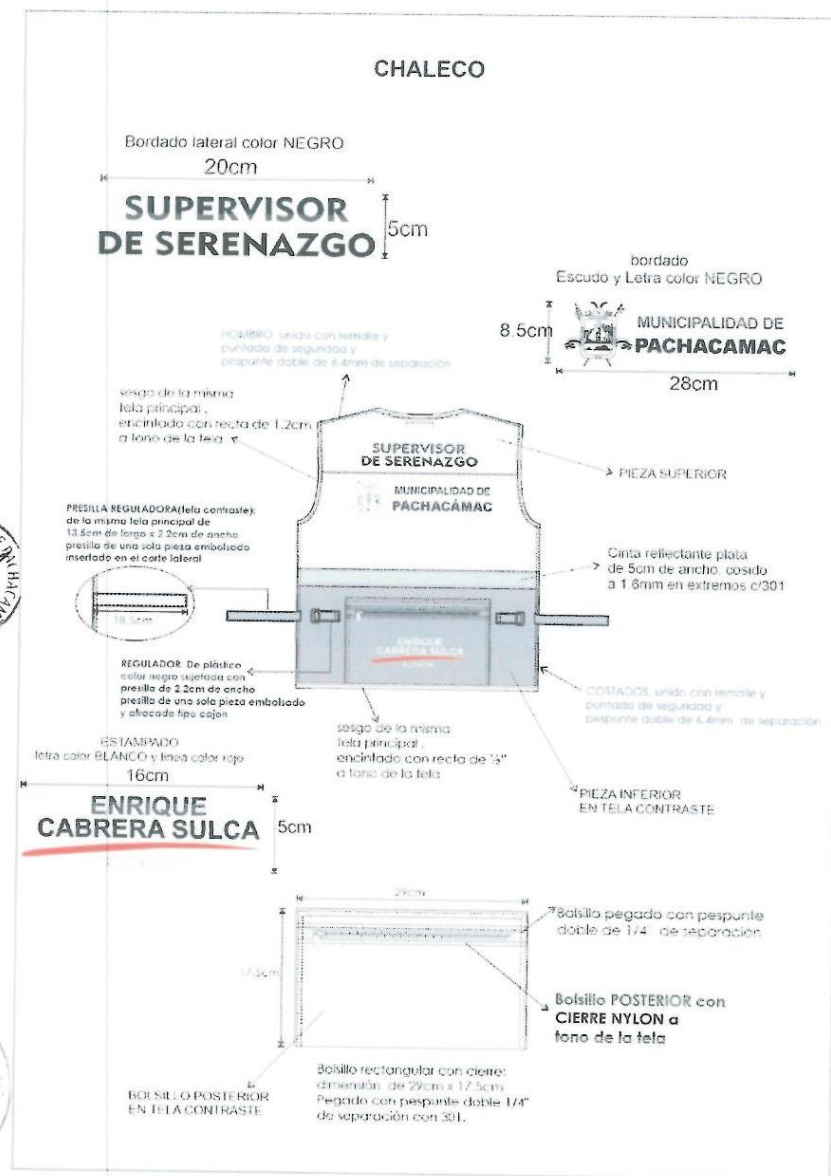 CHALECO
Bordado lateral color NEGRO
20cm
SUPERVISOR
DE SERENAZGO
5cm
bordado
Escudo y Letra color NEGRO
8.5cm
MUNICIPALIDAD DE
PACHACAMAC
28cm
HOMBRO: unido con remalle y
puntada de seguridad y
pespunte doble de 6.4mm de separación
sesgo de la misma
tela principal ,
encintado con recta de 1.2cm
a tono de la tela
SUPERVISOR
DE SERENAZGO
MUNICIPALIDAD DE
PACHACÁMAC
PIEZA SUPERIOR
PRESILLA REGULADORA(tela contraste):
de la misma tela principal de
13.5cm de largo x 2.2cm de ancho
presilla de una sola pieza embolsado
insertado en el corte lateral
18.5cm
Cinta reflectante plata
de 5cm de ancho, cosido
a 1.6mm en extremos c/301
ENRIQUE
CABRERA SULCA
REGULADOR: De plástico
color negro sujetada con
presilla de 2.2cm de ancho
presilla de una sola pieza embolsado
y atracado tipo cajon
COSTADOS: unido con remalle y
puntada de seguridad y
pespunte doble de 6.4mm de separación
sesgo de la misma
tela principal ,
encintado con recta de ½"
a tono de la tela
PIEZA INFERIOR
EN TELA CONTRASTE
ESTAMPADO
letra color BLANCO y linea color rojo
16cm
ENRIQUE
CABRERA SULCA
5cm
29cm
17.5cm
Bolsillo pegado con pespunte
doble de 1/4" de separación
Bolsillo POSTERIOR con
CIERRE NYLON a
tono de la tela
BOLSILLO POSTERIOR
EN TELA CONTRASTE
Bolsillo rectangular con cierre:
dimensión de 29cm x 17.5cm
Pegado con pespunte doble 1/4"
de separación con 301.